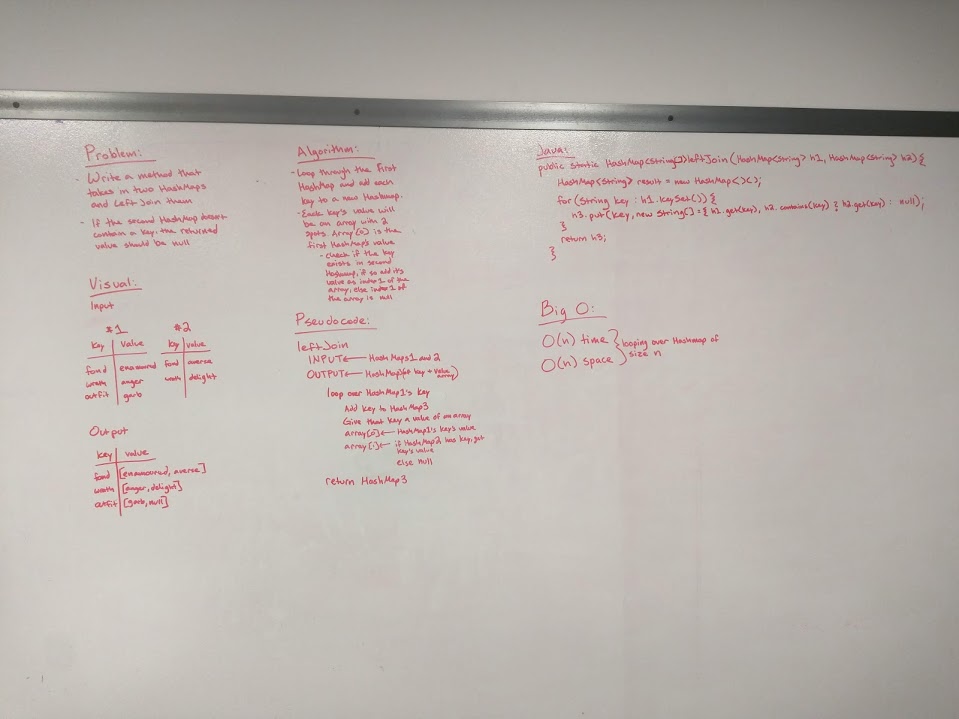 Problem:
- Write a method that
takes in two HashMaps
and Left Join them
- If the second HashMap doesnt
contain a key, the returned
value should be null
Visual:
Input
#1
Key Value
fond enamoured
wrath anger
outfit garb
#2
Key value
fond averse
wrath delight
Output
Key value
fond [enamoured, averse]
wrath [anger, delight]
outfit [garb, null]
Algorithm:
- Loop through the First
HashMap and add each
key to a new Hashmap.
- Each key's value will
be an array with 2
spots. Array[0] is the
first HashMap's value
- check if the key
exists in second
Hashmap, if so add it's
value as index 1 of the
array, else index 1 of
the array is null
Pseudocode:
leftJoin
INPUT ← Hash Maps 1 and 2
OUTPUT ← HashMap3 (of key + value array)
loop over HashMap1's key
Add key to HashMap3
Give that key a value of an array
array[0] ← HashMap1's key's value
array[1] ← if HashMap2 has key, get
key's value
else null
return HashMap3
Java:
public static HashMap<String[]> leftJoin (HashMap<String> h1, HashMap<String> h2) {
HashMap<String> result = new HashMap<>();
for (String key : h1.keySet()) {
h3.put(key, new String[] = { h1.get(key), h2.contains(key) ? h2.get(key) : null);
}
return h3;
}
Big O:
O(n) time
O(n) space
} looping over Hashmap of
size n